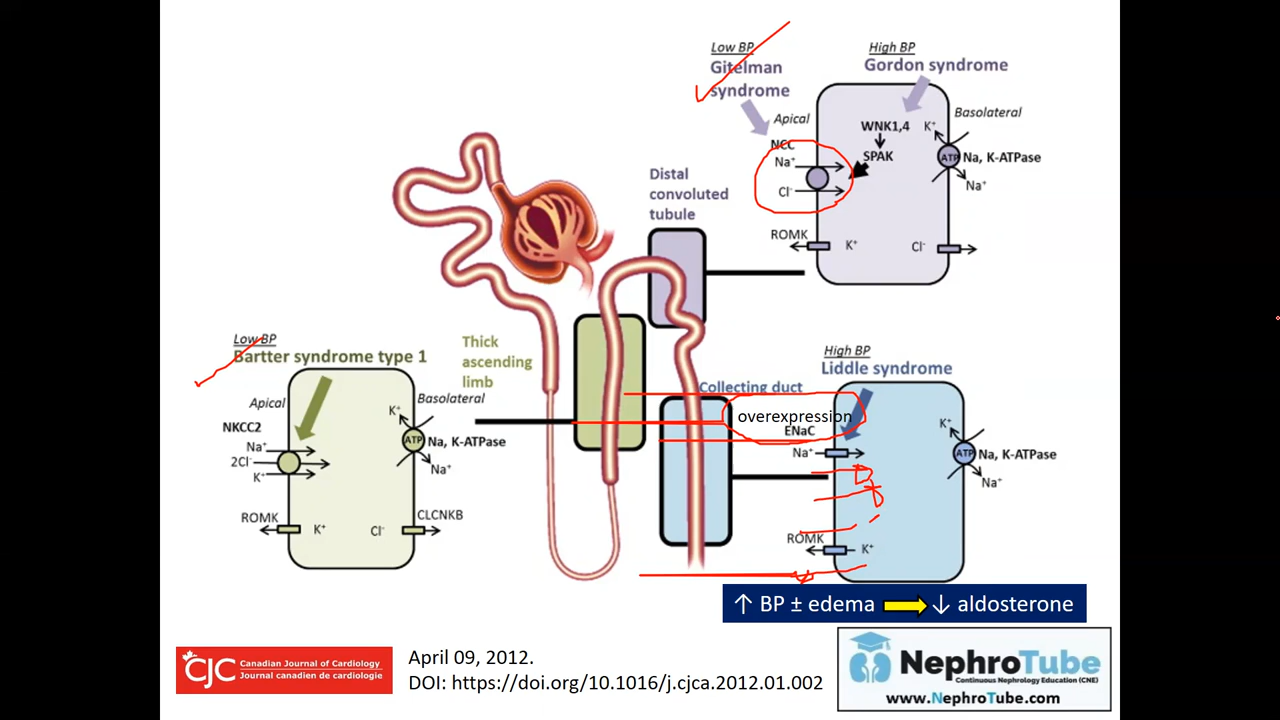 Low BP
Gitelman
syndrome
High BP
Gordon syndrome
Apical
Basolateral
NCC
Na⁺
Cl⁻
WNK1,4
SPAK
K⁺
ATP
Na, K-ATPase
Na⁺
ROMK
K⁺
Cl⁻
Distal
convoluted
tubule
Low BP
Bartter syndrome type 1
Thick
ascending
limb
Apical
Basolateral
NKCC2
Na⁺
2Cl⁻
K⁺
K⁺
ATP
Na, K-ATPase
Na⁺
ROMK
K⁺
Cl⁻
CLCNKB
High BP
Liddle syndrome
Collecting duct
overexpression
ENaC
Na⁺
K⁺
ATP
Na, K-ATPase
Na⁺
ROMK
K⁺
↑ BP ± edema ↓ aldosterone
CJC
Canadian Journal of Cardiology
Journal canadien de cardiologie
April 09, 2012.
DOI: https://doi.org/10.1016/j.cjca.2012.01.002
NephroTube
Continuous Nephrology Education (CNE)
www.NephroTube.com